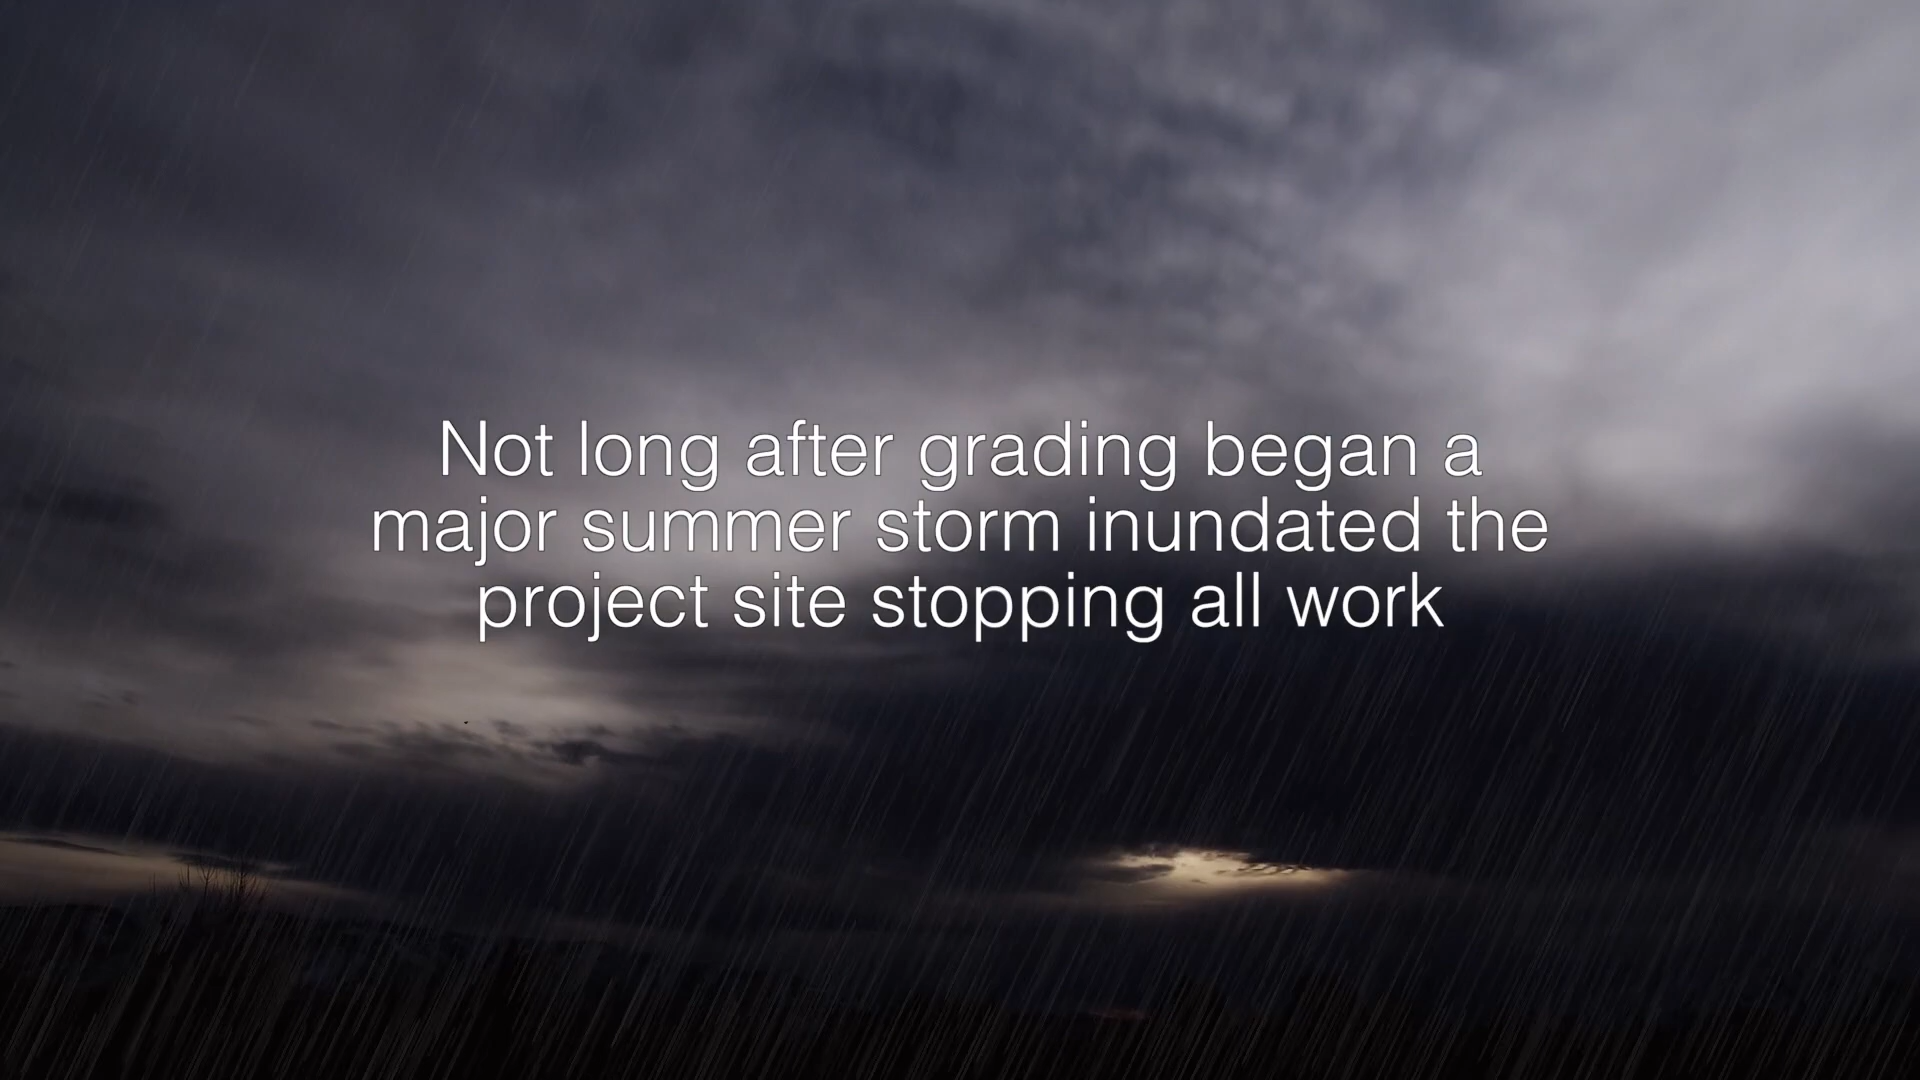 Not long after grading began a
major summer storm inundated the
project site stopping all work